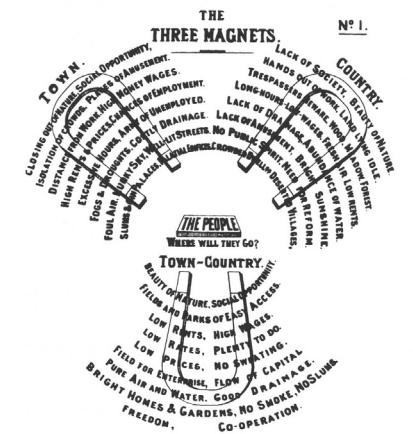 THE
THREE MAGNETS.
Nº 1.
TOWN.
CLOSING OUT OF NATURE. SOCIAL OPPORTUNITY.
ISOLATION OF CROWDS. PLACES OF AMUSEMENT.
DISTANCE FROM WORK. HIGH MONEY WAGES.
HIGH RENTS & PRICES. CHANCES OF EMPLOYMENT.
EXCESSIVE HOURS. ARMY OF UNEMPLOYED.
FOGS & DROUGHTS. COSTLY DRAINAGE.
FOUL AIR. MURKY SKY. WELL-LIT STREETS.
SLUMS & GIN PALACES. PALATIAL EDIFICES.
COUNTRY.
LACK OF SOCIETY. BEAUTY OF NATURE.
HANDS OUT OF WORK. LAND LYING IDLE.
TRESPASSERS BEWARE. WOOD, MEADOW, FOREST.
LONG HOURS-LOW WAGES. FRESH AIR. LOW RENTS.
LACK OF DRAINAGE. ABUNDANCE OF WATER.
LACK OF AMUSEMENT. BRIGHT SUNSHINE.
NO PUBLIC SPIRIT. NEED FOR REFORM.
CROWDED DWELLINGS. DESERTED VILLAGES.
THE PEOPLE
WHERE WILL THEY GO?
TOWN-COUNTRY.
BEAUTY OF NATURE. SOCIAL OPPORTUNITY.
FIELDS AND PARKS OF EASY ACCESS.
LOW RENTS, HIGH WAGES.
LOW RATES, PLENTY TO DO.
LOW PRICES, NO SWEATING.
FIELD FOR ENTERPRISE, FLOW OF CAPITAL
PURE AIR AND WATER. GOOD DRAINAGE.
BRIGHT HOMES & GARDENS, NO SMOKE, NO SLUMS.
FREEDOM, CO-OPERATION.